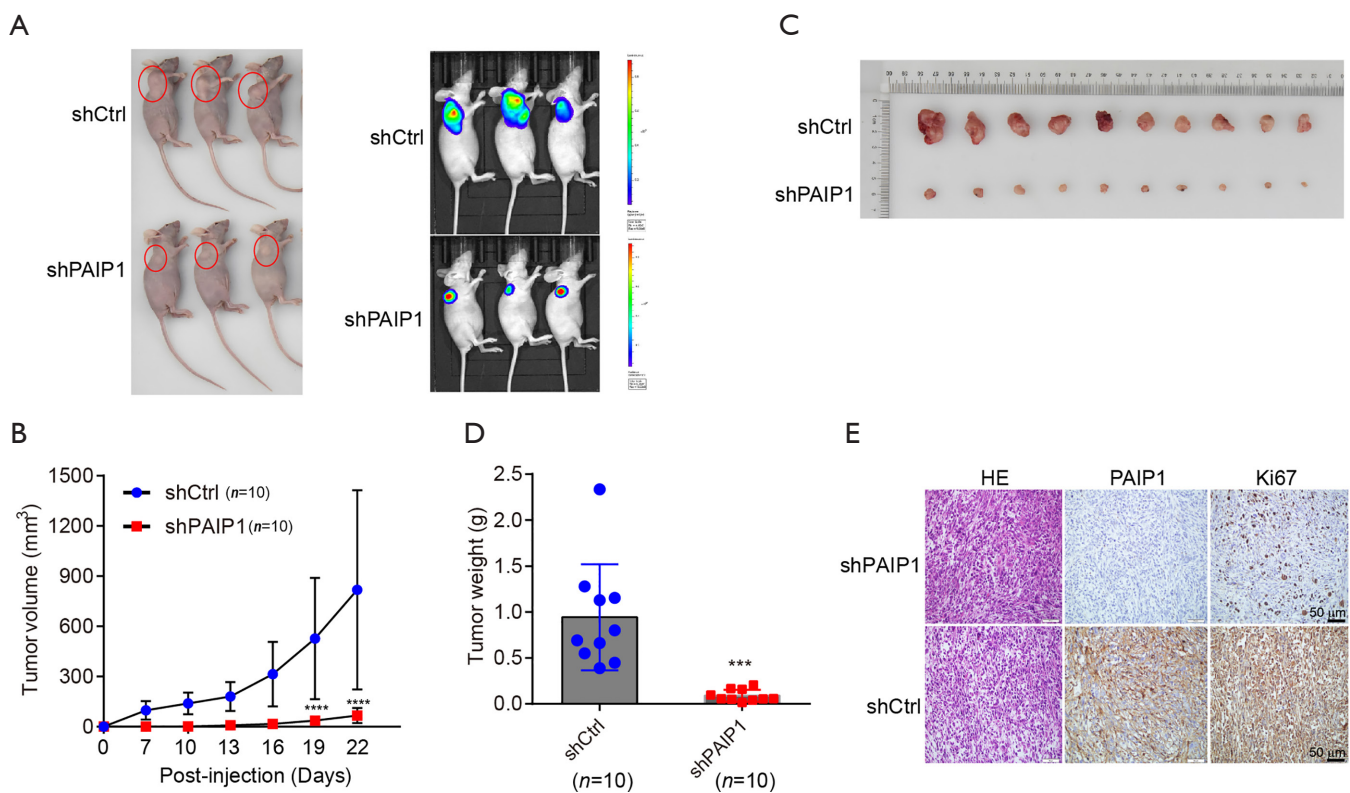 A
shCtrl
shPAIP1
shCtrl
shPAIP1
C
shCtrl
shPAIP1
B
Tumor volume (mm³)
1500
1200
900
600
300
0
shCtrl (n=10)
shPAIP1 (n=10)
****
****
0 7 10 13 16 19 22
Post-injection (Days)
D
Tumor weight (g)
2.5
2.0
1.5
1.0
0.5
0.0
***
shCtrl
(n=10)
shPAIP1
(n=10)
E
HE PAIP1 Ki67
shPAIP1
50 μm
shCtrl
50 μm